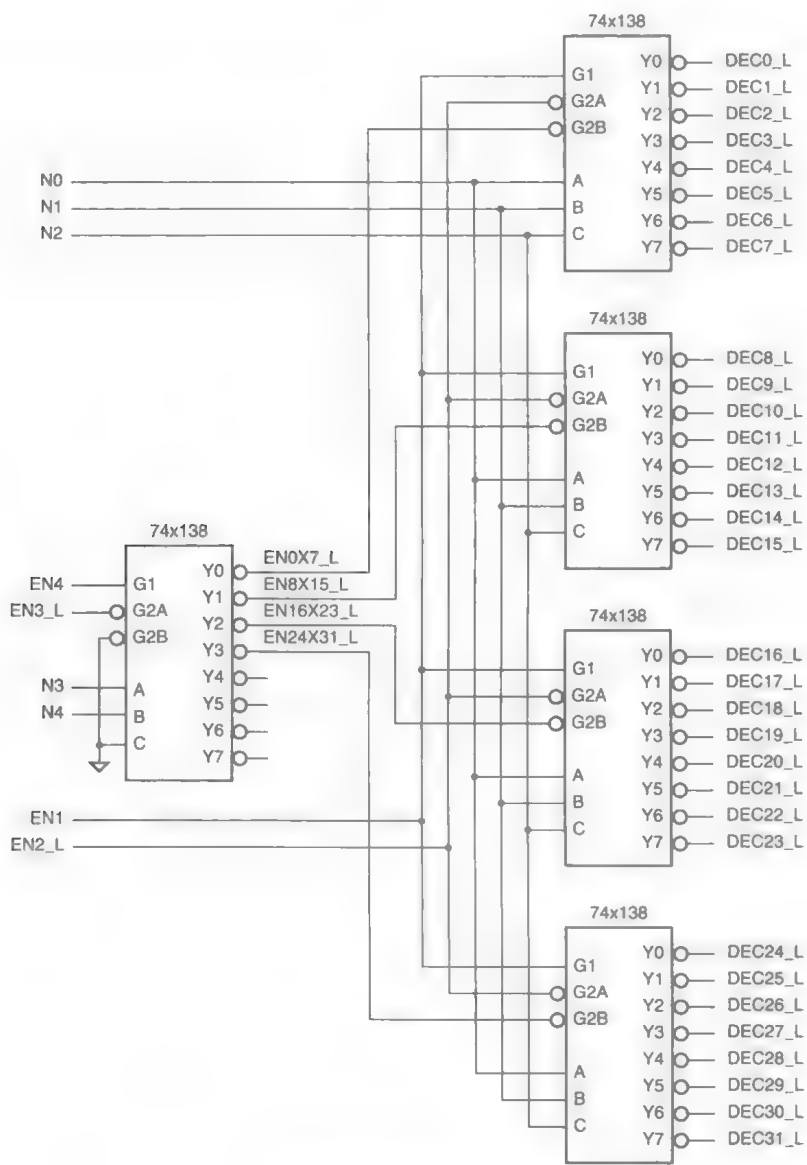 74x138
G1
G2A
G2B
A
B
C
Y0
Y1
Y2
Y3
Y4
Y5
Y6
Y7
DEC0_L
DEC1_L
DEC2_L
DEC3_L
DEC4_L
DEC5_L
DEC6_L
DEC7_L
N0
N1
N2
74x138
G1
G2A
G2B
A
B
C
Y0
Y1
Y2
Y3
Y4
Y5
Y6
Y7
DEC8_L
DEC9_L
DEC10_L
DEC11_L
DEC12_L
DEC13_L
DEC14_L
DEC15_L
74x138
EN4
EN3_L
N3
N4
G1
G2A
G2B
A
B
C
Y0
Y1
Y2
Y3
Y4
Y5
Y6
Y7
EN0X7_L
EN8X15_L
EN16X23_L
EN24X31_L
EN1
EN2_L
74x138
G1
G2A
G2B
A
B
C
Y0
Y1
Y2
Y3
Y4
Y5
Y6
Y7
DEC16_L
DEC17_L
DEC18_L
DEC19_L
DEC20_L
DEC21_L
DEC22_L
DEC23_L
74x138
G1
G2A
G2B
A
B
C
Y0
Y1
Y2
Y3
Y4
Y5
Y6
Y7
DEC24_L
DEC25_L
DEC26_L
DEC27_L
DEC28_L
DEC29_L
DEC30_L
DEC31_L